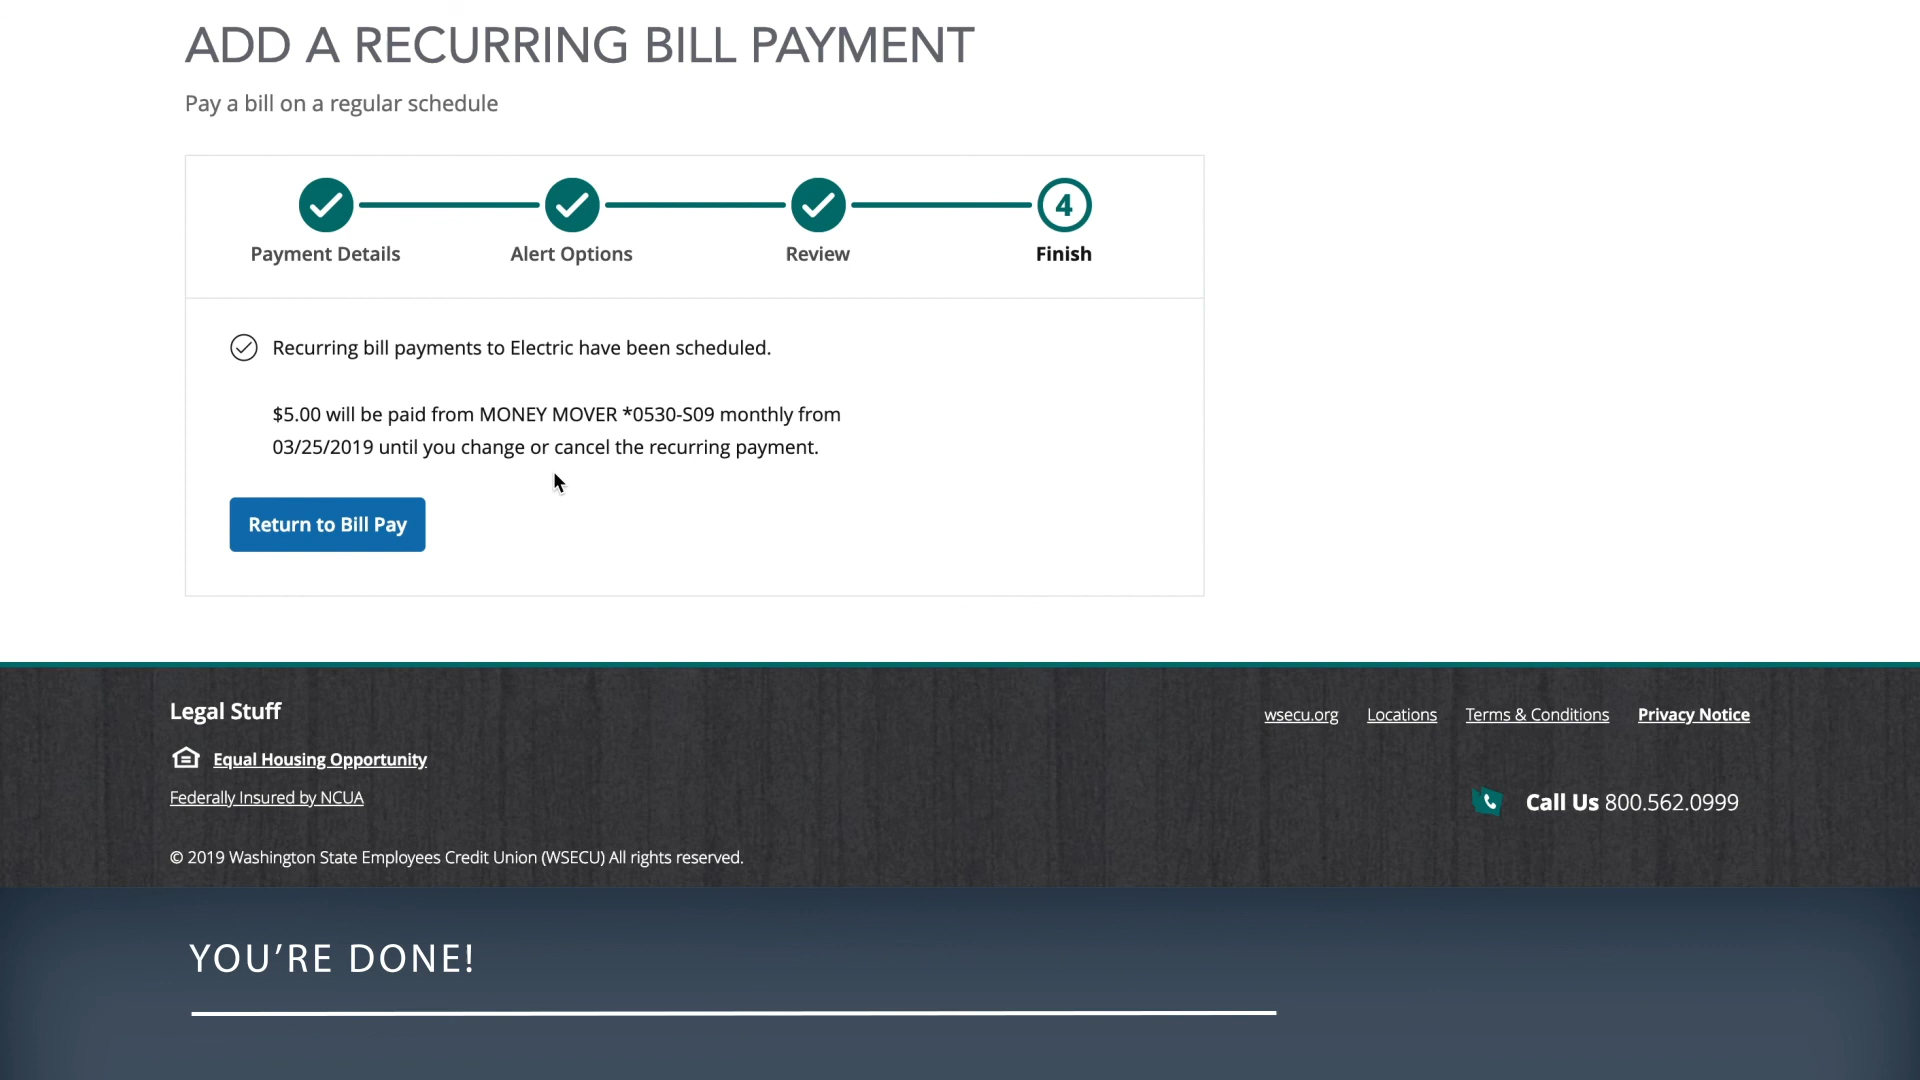 ADD A RECURRING BILL PAYMENT
Pay a bill on a regular schedule
4
Payment Details
Alert Options
Review
Finish
Recurring bill payments to Electric have been scheduled.
$5.00 will be paid from MONEY MOVER *0530-S09 monthly from
03/25/2019 until you change or cancel the recurring payment.
Return to Bill Pay
Legal Stuff
wsecu.org
Locations
Terms & Conditions
Privacy Notice
Equal Housing Opportunity
Federally Insured by NCUA
Call Us 800.562.0999
© 2019 Washington State Employees Credit Union (WSECU) All rights reserved.
YOU’RE DONE!